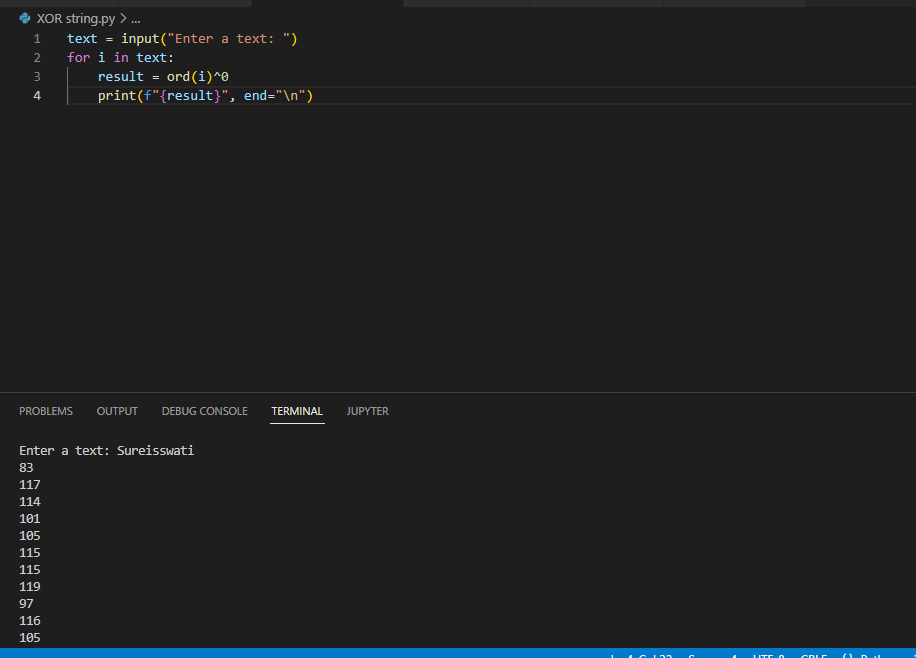 XOR string.py > ...
1 text = input("Enter a text: ")
2 for i in text:
3     result = ord(i)^0
4     print(f"{result}", end="\n")
PROBLEMS OUTPUT DEBUG CONSOLE TERMINAL JUPYTER
Enter a text: Sureisswati
83
117
114
101
105
115
115
119
97
116
105